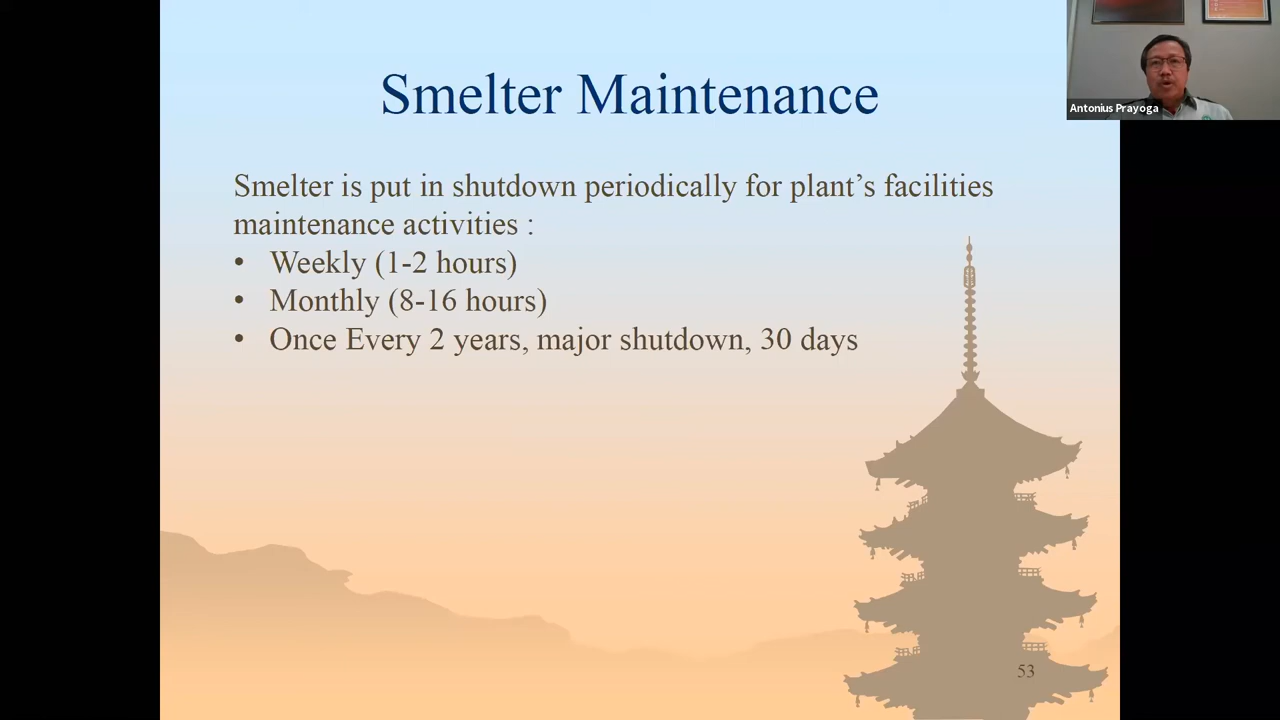 Smelter Maintenance
Antonius Prayoga
Smelter is put in shutdown periodically for plant’s facilities
maintenance activities :
• Weekly (1-2 hours)
• Monthly (8-16 hours)
• Once Every 2 years, major shutdown, 30 days
53